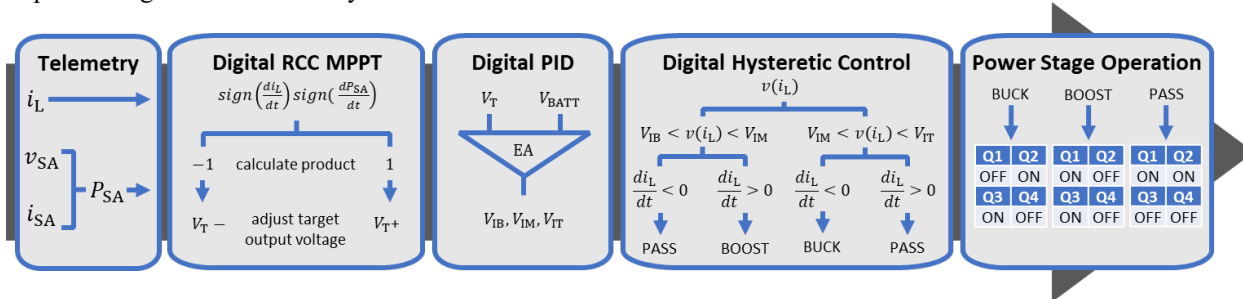 Telemetry
i_L
v_SA
i_SA
P_SA
Digital RCC MPPT
sign(di_L/dt)sign(dP_SA/dt)
−1 calculate product 1
V_T − adjust target V_T+
output voltage
Digital PID
V_T V_BATT
EA
V_IB, V_IM, V_IT
Digital Hysteretic Control
v(i_L)
V_IB < v(i_L) < V_IM V_IM < v(i_L) < V_IT
di_L/dt < 0 di_L/dt > 0 di_L/dt < 0 di_L/dt > 0
PASS BOOST BUCK PASS
Power Stage Operation
BUCK BOOST PASS
Q1 Q2 Q1 Q2 Q1 Q2
OFF ON ON OFF ON ON
Q3 Q4 Q3 Q4 Q3 Q4
ON OFF OFF ON OFF OFF